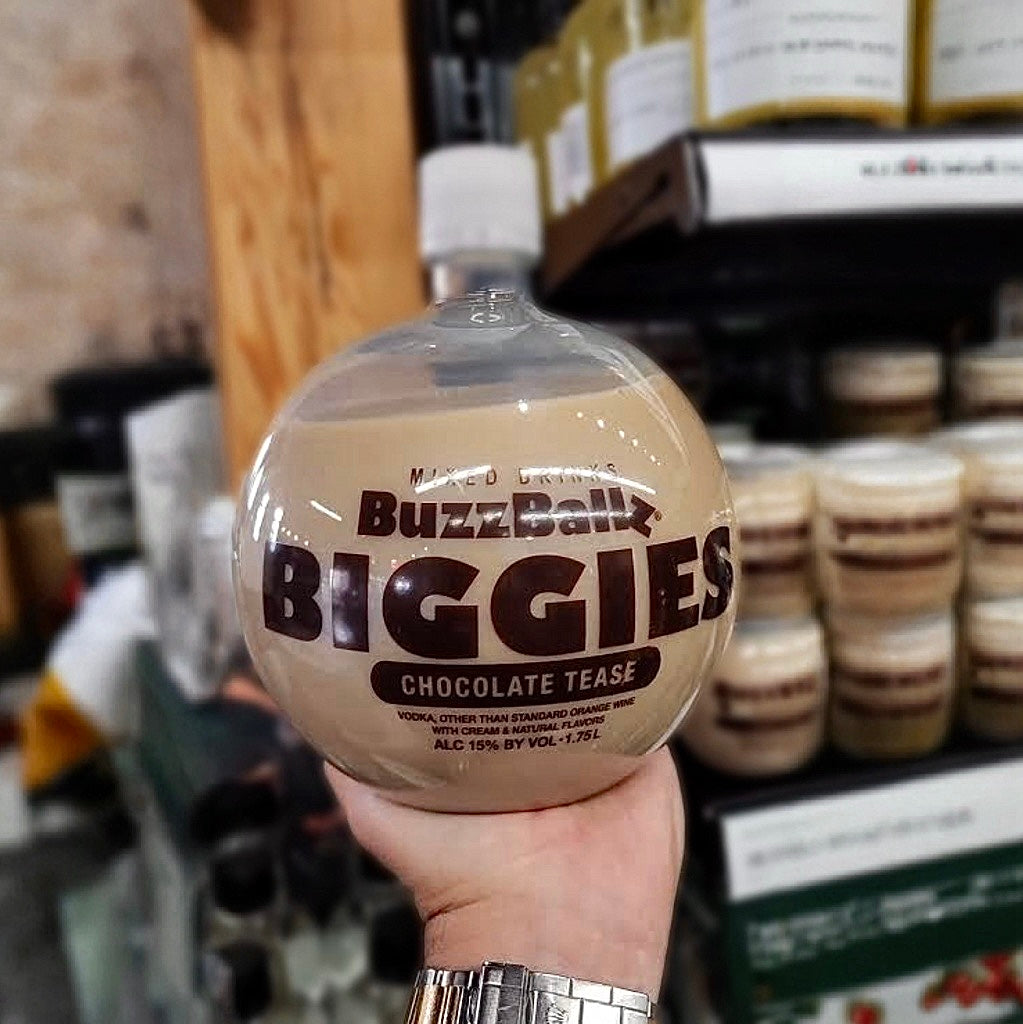 MIXED DRINKS
BuzzBallz
BIGGIES
CHOCOLATE TEASE
VODKA, OTHER THAN STANDARD ORANGE WINE
WITH CREAM & NATURAL FLAVORS
ALC 15% BY VOL • 1.75 L